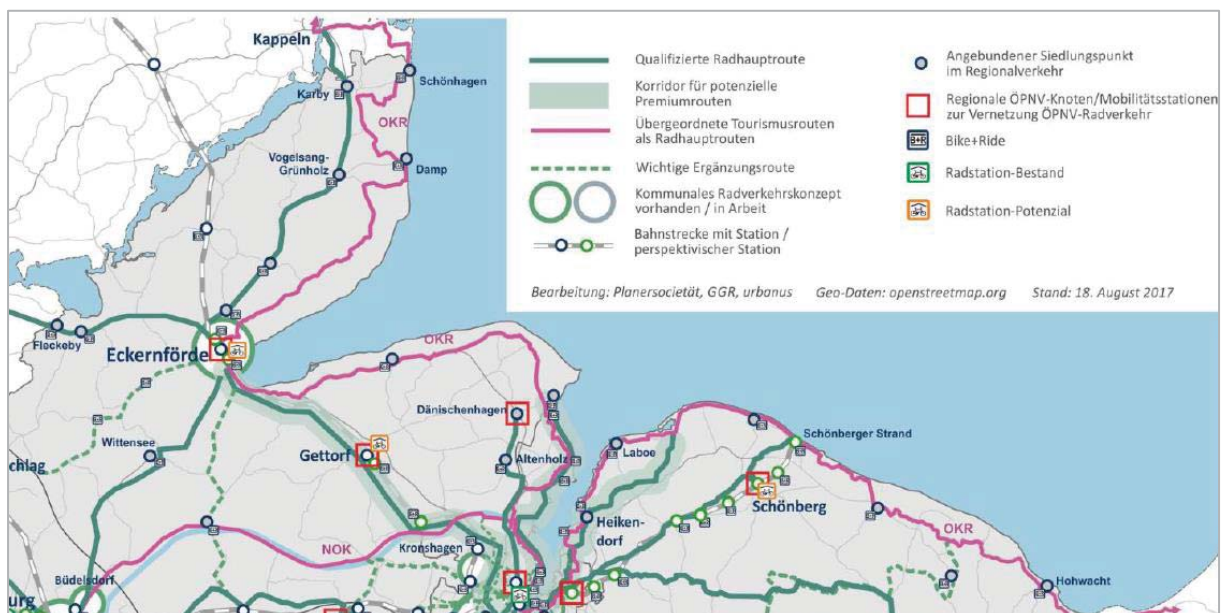 Kappeln
Schönhagen
Karby
OKR
Vogelsang-
Grünholz
Damp
Fleckeby
Eckernförde
OKR
Dänischenhagen
Wittensee
chlag
Gettorf
Altenholz
Laboe
Schönberger Strand
Schönberg
Heiken-
dorf
OKR
NOK
Kronshagen
Büdelsdorf
urg
Hohwacht
Qualifizierte Radhauptroute
Korridor für potenzielle
Premiumrouten
Übergeordnete Tourismusrouten
als Radhauptrouten
Wichtige Ergänzungsroute
Kommunales Radverkehrskonzept
vorhanden / in Arbeit
Bahnstrecke mit Station /
perspektivischer Station
Angebundener Siedlungspunkt
im Regionalverkehr
Regionale ÖPNV-Knoten/Mobilitätsstationen
zur Vernetzung ÖPNV-Radverkehr
B+R Bike+Ride
Radstation-Bestand
Radstation-Potenzial
Bearbeitung: Planersocietät, GGR, urbanus Geo-Daten: openstreetmap.org Stand: 18. August 2017